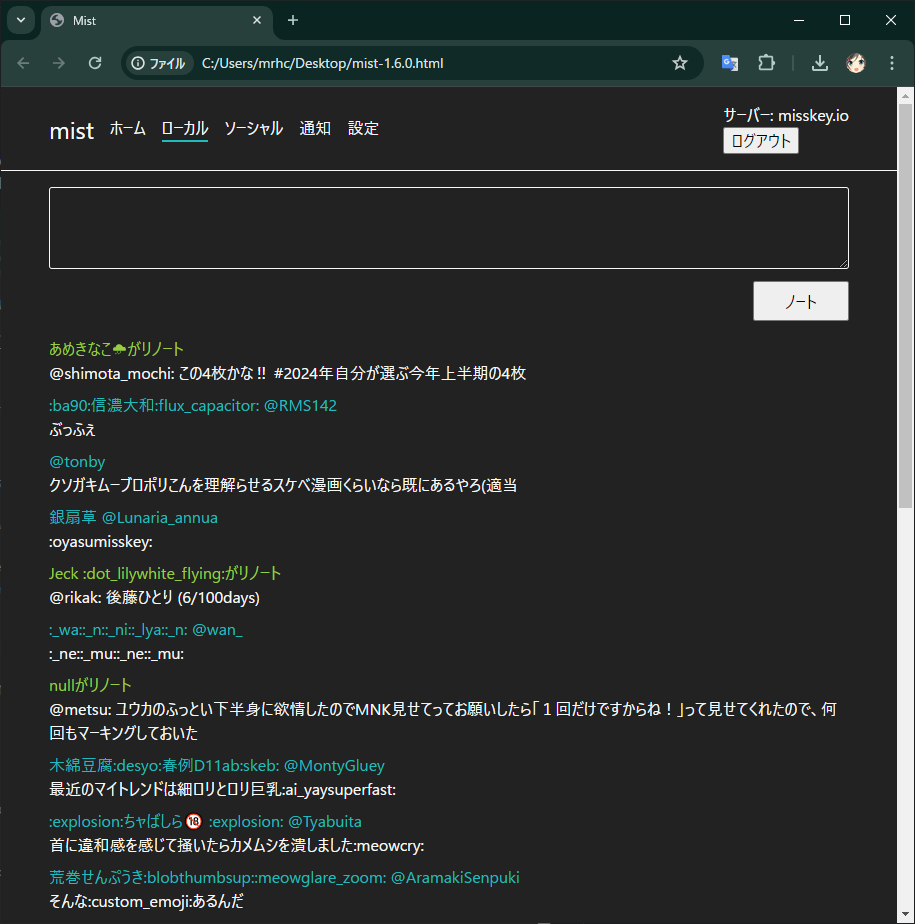 Mist
ファイル C:/Users/mrhc/Desktop/mist-1.6.0.html
mist ホーム ローカル ソーシャル 通知 設定
サーバー: misskey.io
ログアウト
ノート
あめきなこ🌧がリノート
@shimota_mochi: この4枚かな!! #2024年自分が選ぶ今年上半期の4枚
:ba90:信濃大和:flux_capacitor: @RMS142
ぶっふぇ
@tonby
クソガキムーブロボリこんを理解らせるスケベ漫画くらいなら既にあるやろ(適当
銀扇草 @Lunaria_annua
:oyasumisskey:
Jeck :dot_lilywhite_flying:がリノート
@rikak: 後藤ひとり (6/100days)
:_wa::_n::_ni::_lya::_n: @wan_
:_ne::_mu::_ne::_mu:
nullがリノート
@metsu: ユウカのふっとい下半身に欲情したのでMNK見せてってお願いしたら「１回だけですからね！」って見せてくれたので、何
回もマーキングしておいた
木綿豆腐:desyo:春例D11ab:skeb: @MontyGluey
最近のマイトレンドは細ロリとロリ巨乳:ai_yaysuperfast:
:explosion:ちゃばしら🔞 :explosion: @Tyabuita
首に違和感を感じて掻いたらカメムシを潰しました:meowcry:
荒巻せんぷうき:blobthumbsup::meowglare_zoom: @AramakiSenpuki
そんな:custom_emoji:あるんだ